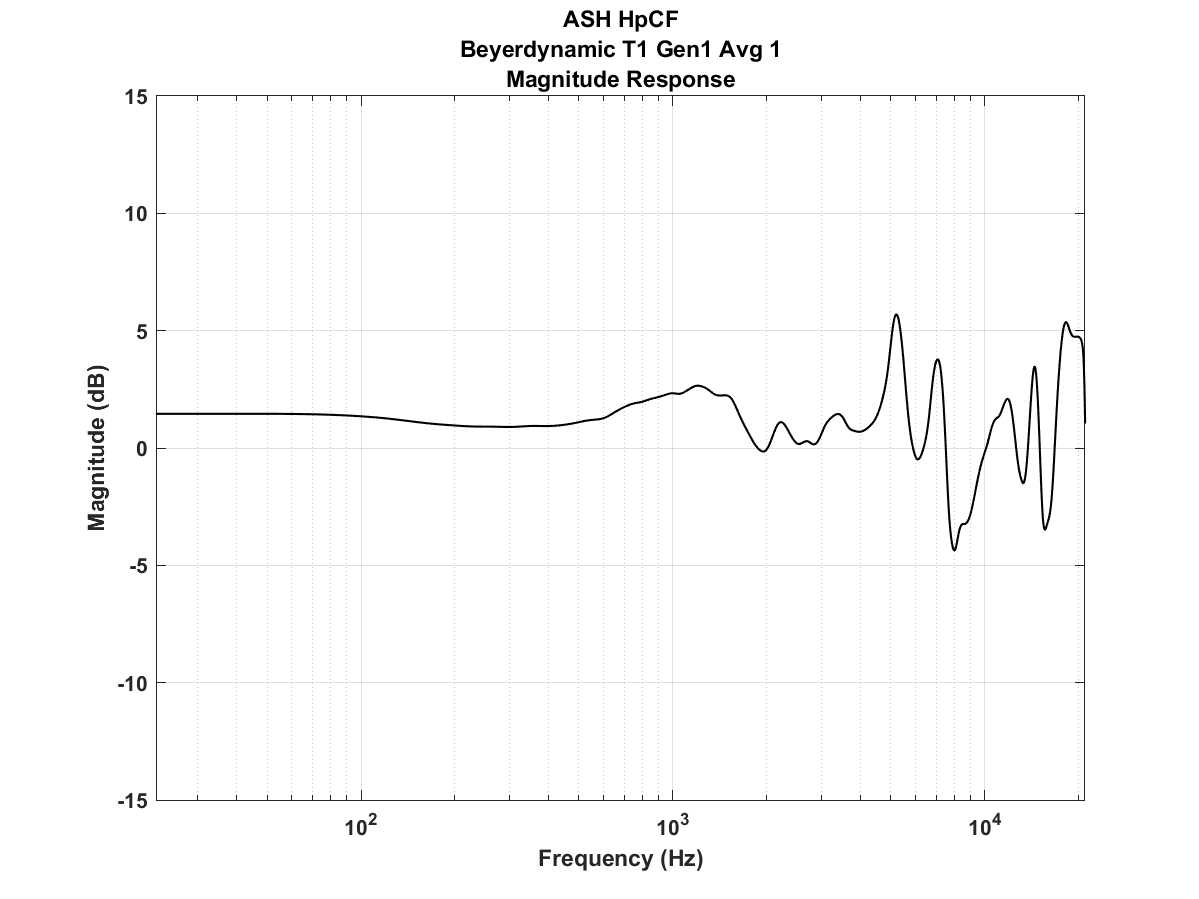 ASH HpCF
Beyerdynamic T1 Gen1 Avg 1
Magnitude Response
15
10
5
0
-5
-10
-15
Magnitude (dB)
10²
10³
10⁴
Frequency (Hz)